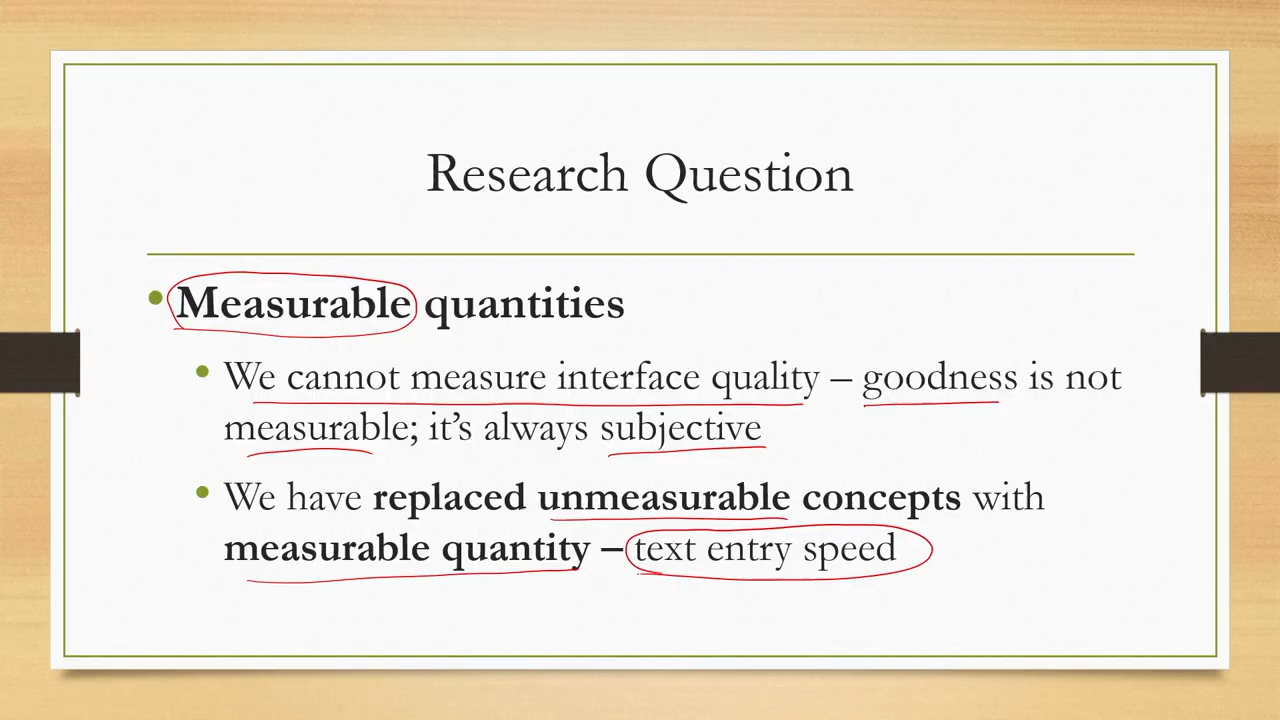 Research Question
• Measurable quantities
• We cannot measure interface quality – goodness is not
measurable; it’s always subjective
• We have replaced unmeasurable concepts with
measurable quantity – text entry speed